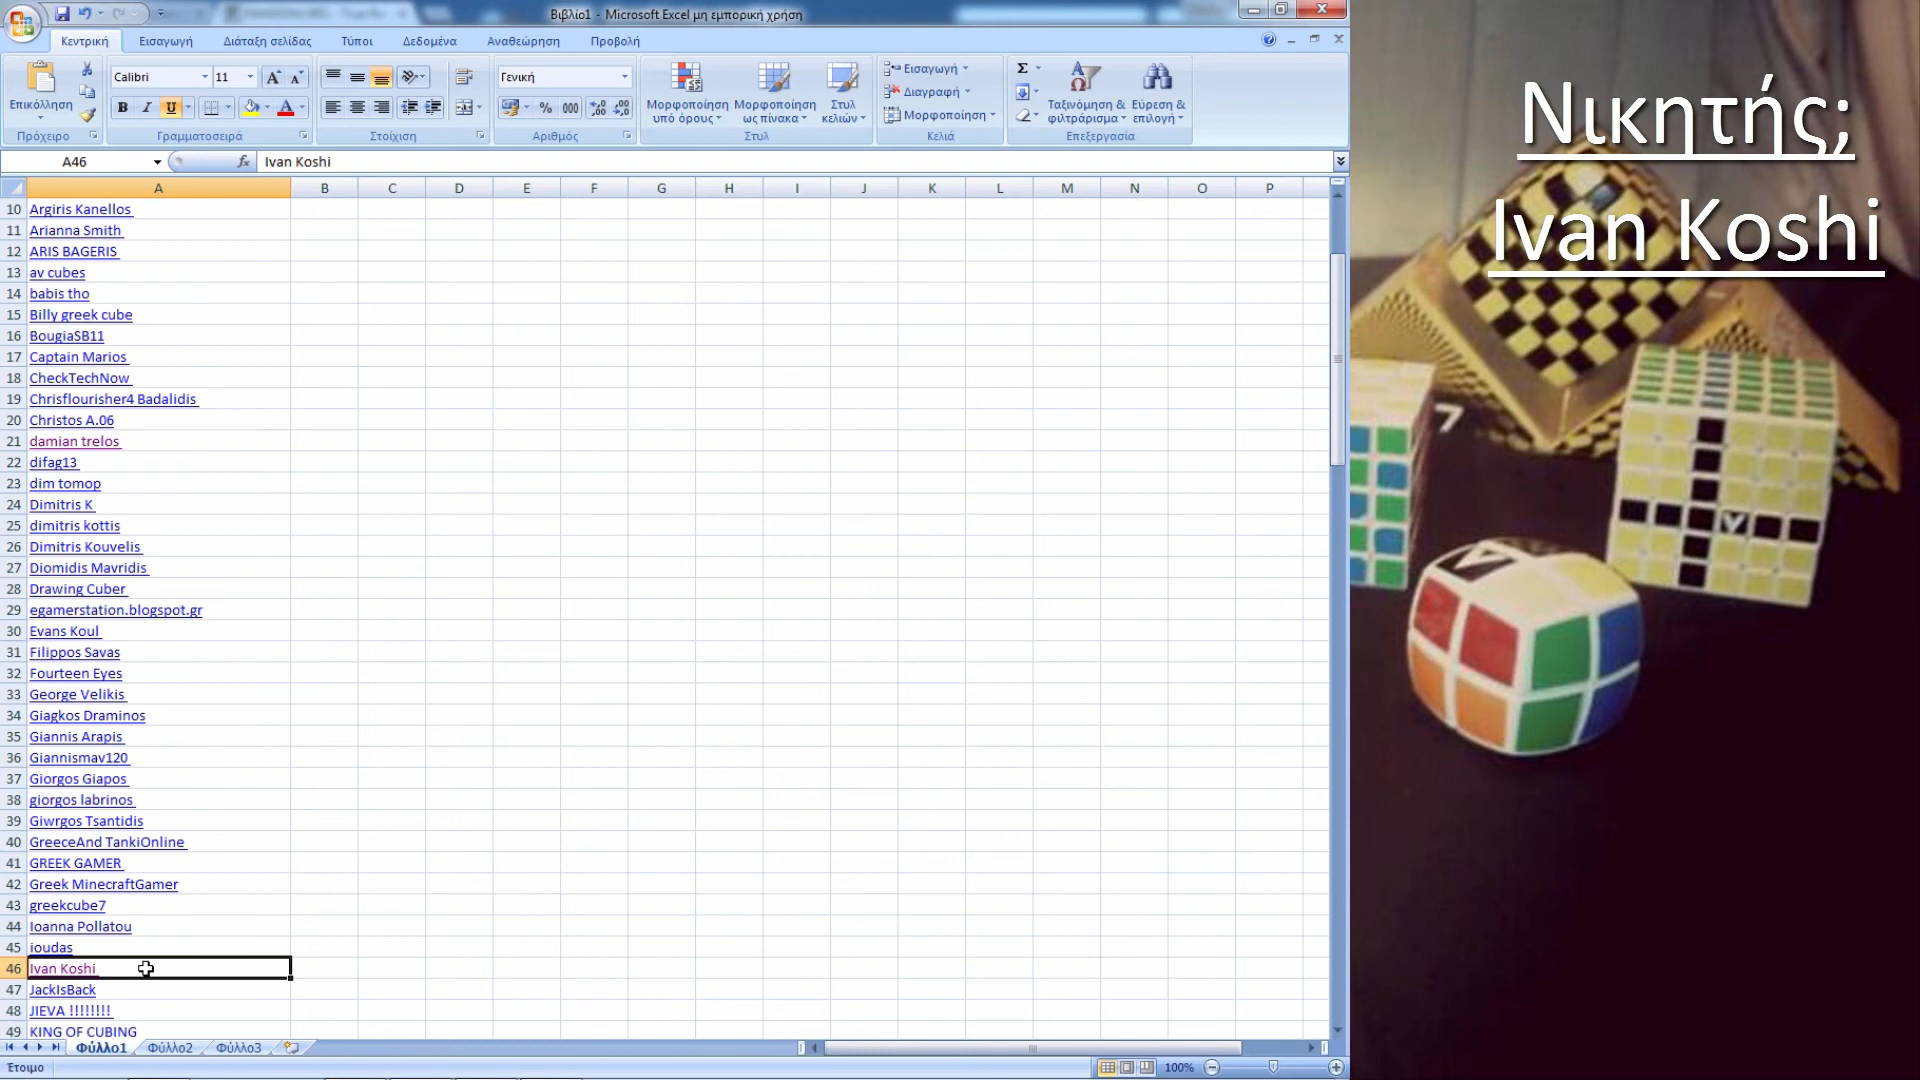 Βιβλίο1 - Microsoft Excel μη εμπορική χρήση
Κεντρική Εισαγωγή Διάταξη σελίδας Τύποι Δεδομένα Αναθεώρηση Προβολή
Επικόλληση
Πρόχειρο
Calibri 11
B I U A
Γραμματοσειρά
Στοίχιση
Γενική
% 000
Αριθμός
Μορφοποίηση υπό όρους
Μορφοποίηση ως πίνακα
Στυλ κελιών
Στυλ
Εισαγωγή
Διαγραφή
Μορφοποίηση
Κελιά
Σ
Ταξινόμηση & φιλτράρισμα
Εύρεση & επιλογή
Επεξεργασία
A46 fx Ivan Koshi
A B C D E F G H I J K L M N O P
10 Argiris Kanellos
11 Arianna Smith
12 ARIS BAGERIS
13 av cubes
14 babis tho
15 Billy greek cube
16 BougiaSB11
17 Captain Marios
18 CheckTechNow
19 Chrisflourisher4 Badalidis
20 Christos A.06
21 damian trelos
22 difag13
23 dim tomop
24 Dimitris K
25 dimitris kottis
26 Dimitris Kouvelis
27 Diomidis Mavridis
28 Drawing Cuber
29 egamerstation.blogspot.gr
30 Evans Koul
31 Filippos Savas
32 Fourteen Eyes
33 George Velikis
34 Giagkos Draminos
35 Giannis Arapis
36 Giannismav120
37 Giorgos Giapos
38 giorgos labrinos
39 Giwrgos Tsantidis
40 GreeceAnd TankiOnline
41 GREEK GAMER
42 Greek MinecraftGamer
43 greekcube7
44 Ioanna Pollatou
45 ioudas
46 Ivan Koshi
47 JackIsBack
48 JIEVA !!!!!!!!
49 KING OF CUBING
Φύλλο1 Φύλλο2 Φύλλο3
Έτοιμο
100%
Νικητής;
Ivan Koshi
7
V
V